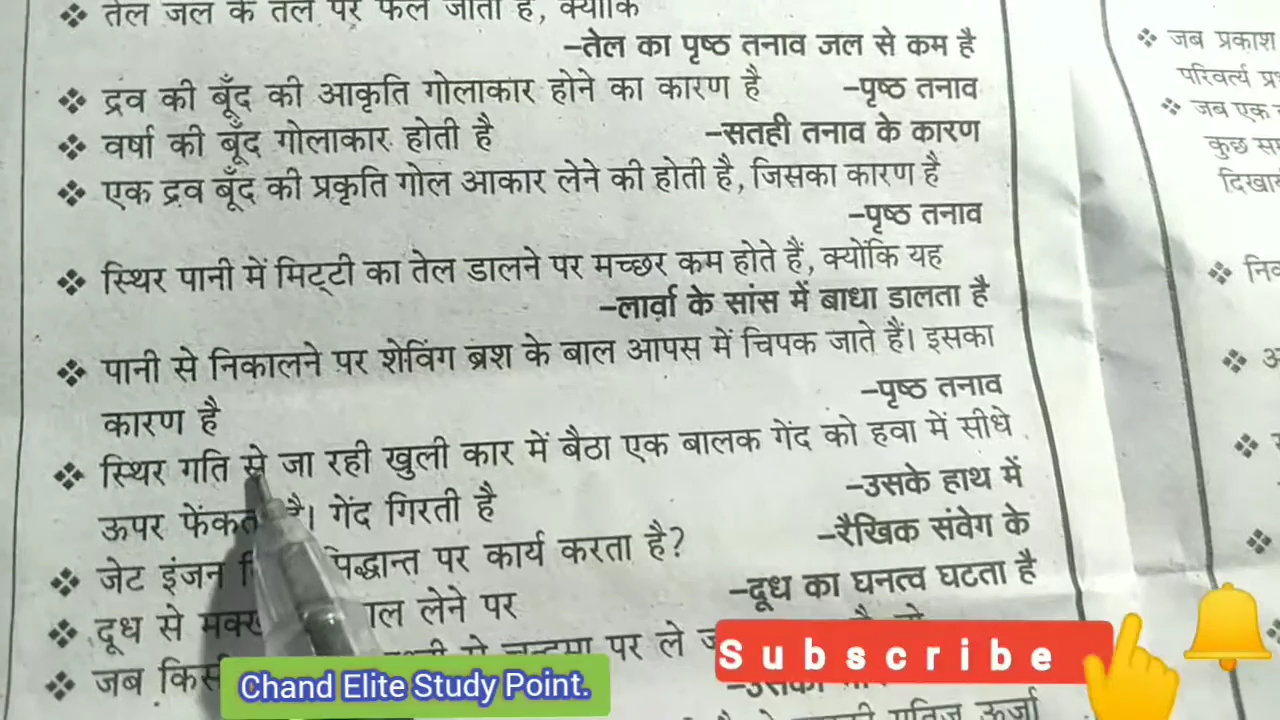 ❖ तेल जल के तल पर फैल जाता है, क्योंकि
–तेल का पृष्ठ तनाव जल से कम है
❖ द्रव की बूँद की आकृति गोलाकार होने का कारण है –पृष्ठ तनाव
❖ वर्षा की बूँद गोलाकार होती है –सतही तनाव के कारण
❖ एक द्रव बूँद की प्रकृति गोल आकार लेने की होती है, जिसका कारण है
–पृष्ठ तनाव
❖ स्थिर पानी में मिट्टी का तेल डालने पर मच्छर कम होते हैं, क्योंकि यह
–लार्वा के सांस में बाधा डालता है
❖ पानी से निकालने पर शेविंग ब्रश के बाल आपस में चिपक जाते हैं। इसका
कारण है –पृष्ठ तनाव
❖ स्थिर गति से जा रही खुली कार में बैठा एक बालक गेंद को हवा में सीधे
ऊपर है। गेंद गिरती है –उसके हाथ में
❖ जेट इंजन पर कार्य करता है? –रैखिक संवेग के
❖ दूध से लेने पर –दूध का घनत्व घटता है
❖ जब पर ले
ऊर्जा
❖ जब प्रकाश
❖ जब एक
कुछ
Chand Elite Study Point.
Subscribe